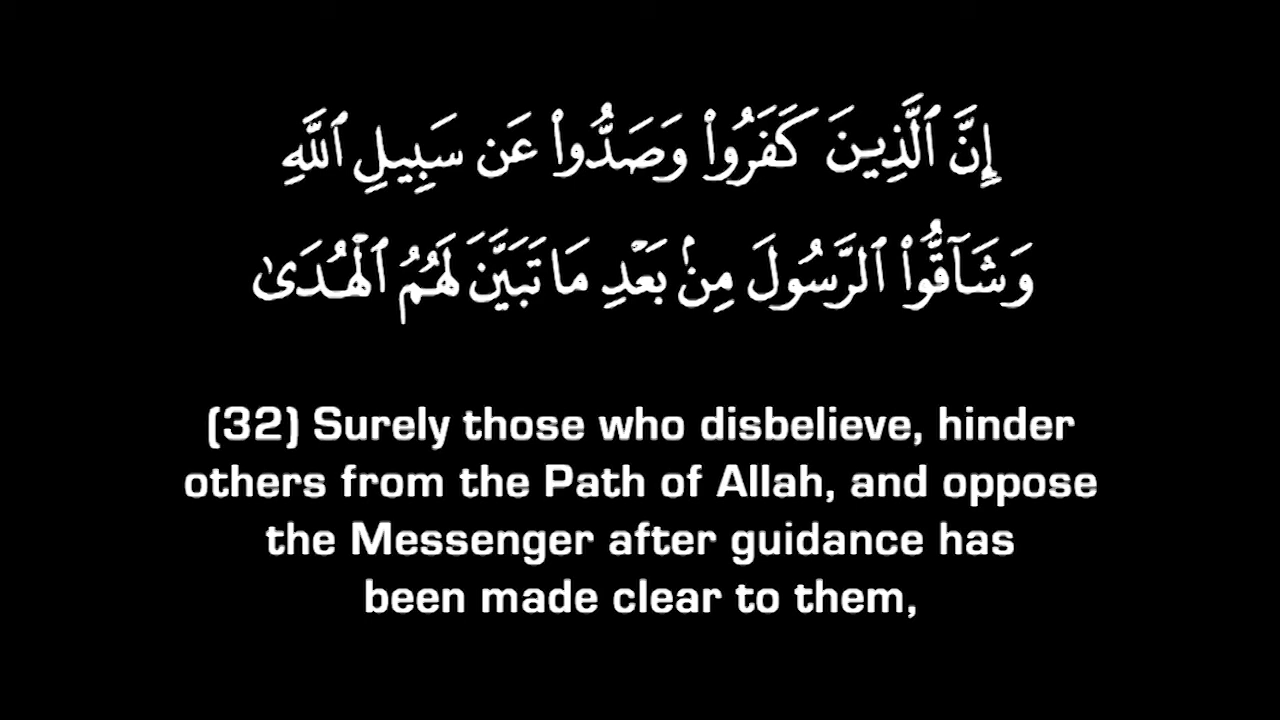 إِنَّ ٱلَّذِينَ كَفَرُوا۟ وَصَدُّوا۟ عَن سَبِيلِ ٱللَّهِ
وَشَآقُّوا۟ ٱلرَّسُولَ مِنۢ بَعْدِ مَا تَبَيَّنَ لَهُمُ ٱلْهُدَىٰ
(32) Surely those who disbelieve, hinder
others from the Path of Allah, and oppose
the Messenger after guidance has
been made clear to them,